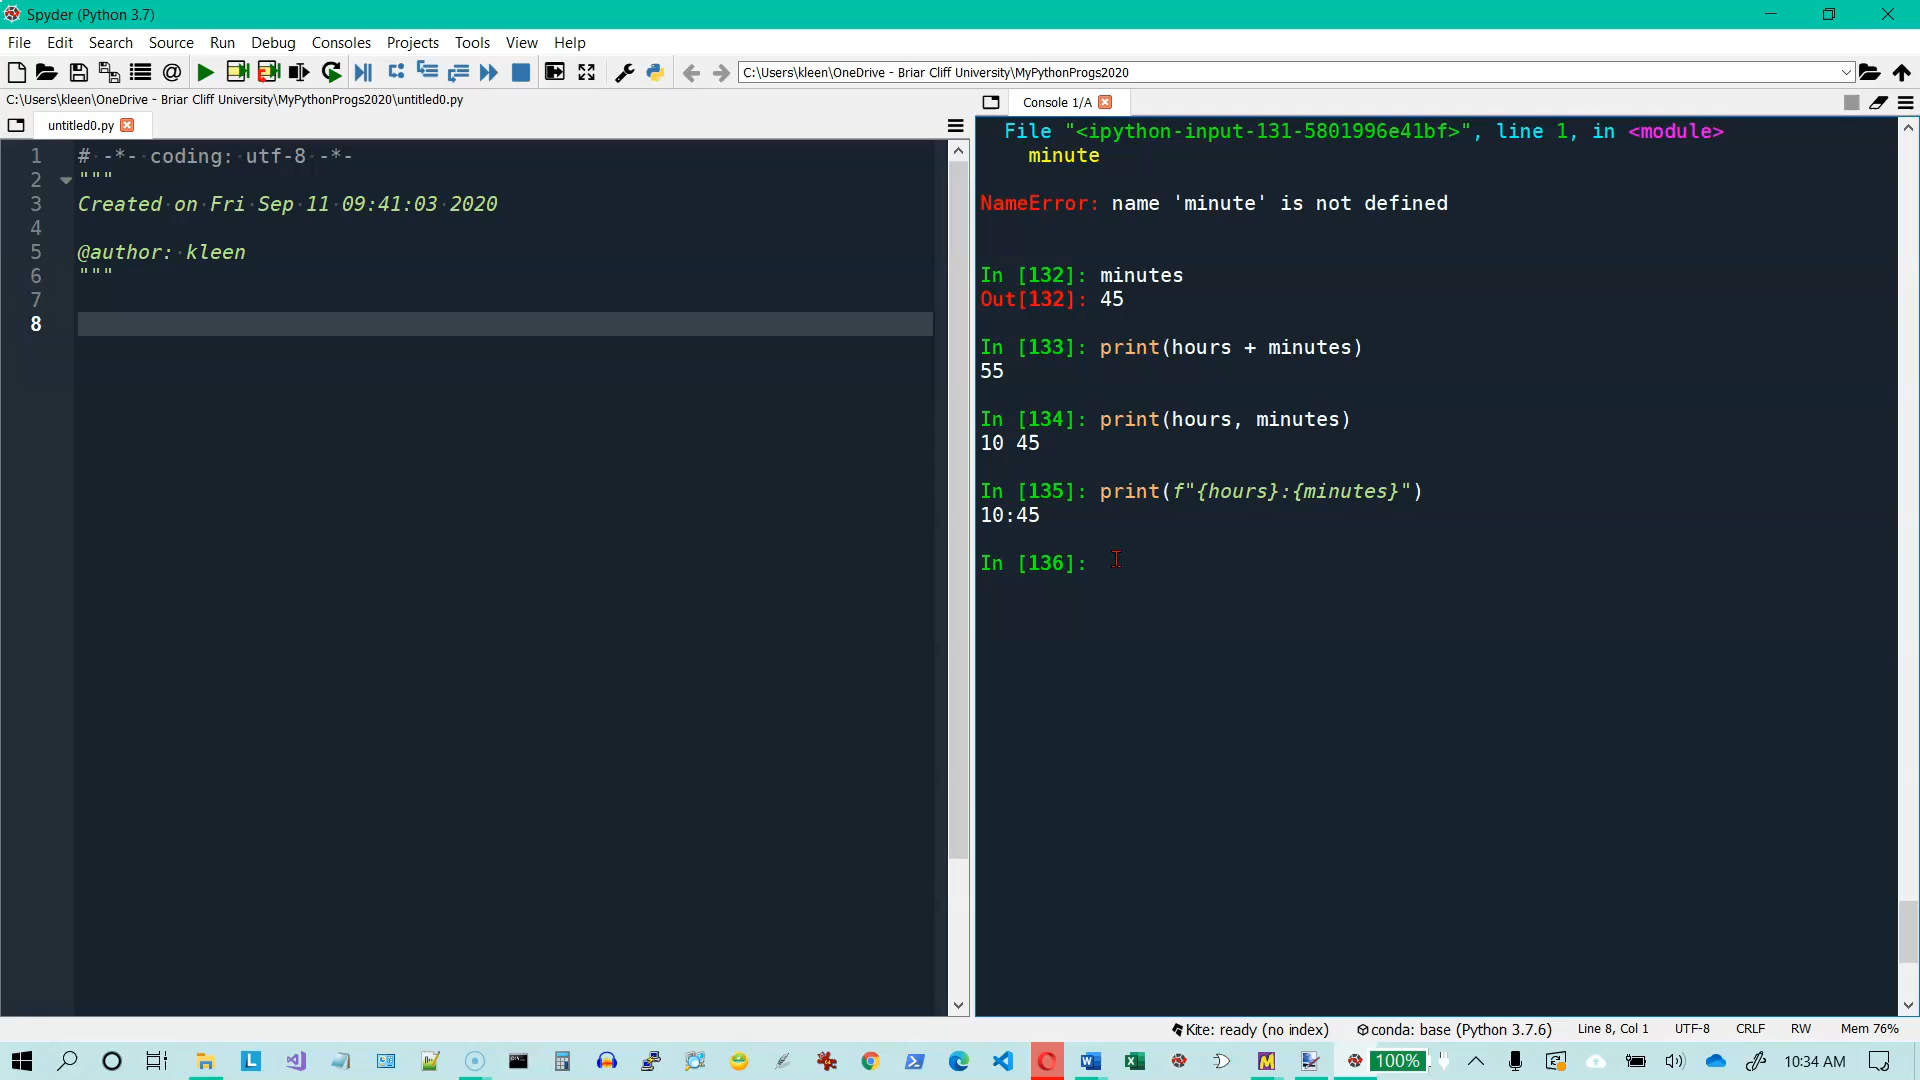 Spyder (Python 3.7)
File Edit Search Source Run Debug Consoles Projects Tools View Help
C:\Users\kleen\OneDrive - Briar Cliff University\MyPythonProgs2020
C:\Users\kleen\OneDrive - Briar Cliff University\MyPythonProgs2020\untitled0.py
untitled0.py
1 # -*- coding: utf-8 -*-
2 """
3 Created on Fri Sep 11 09:41:03 2020
4
5 @author: kleen
6 """
7
8
Console 1/A
File "<ipython-input-131-5801996e41bf>", line 1, in <module>
minute
NameError: name 'minute' is not defined
In [132]: minutes
Out[132]: 45
In [133]: print(hours + minutes)
55
In [134]: print(hours, minutes)
10 45
In [135]: print(f"{hours}:{minutes}")
10:45
In [136]:
Kite: ready (no index) conda: base (Python 3.7.6) Line 8, Col 1 UTF-8 CRLF RW Mem 76%
100% 10:34 AM